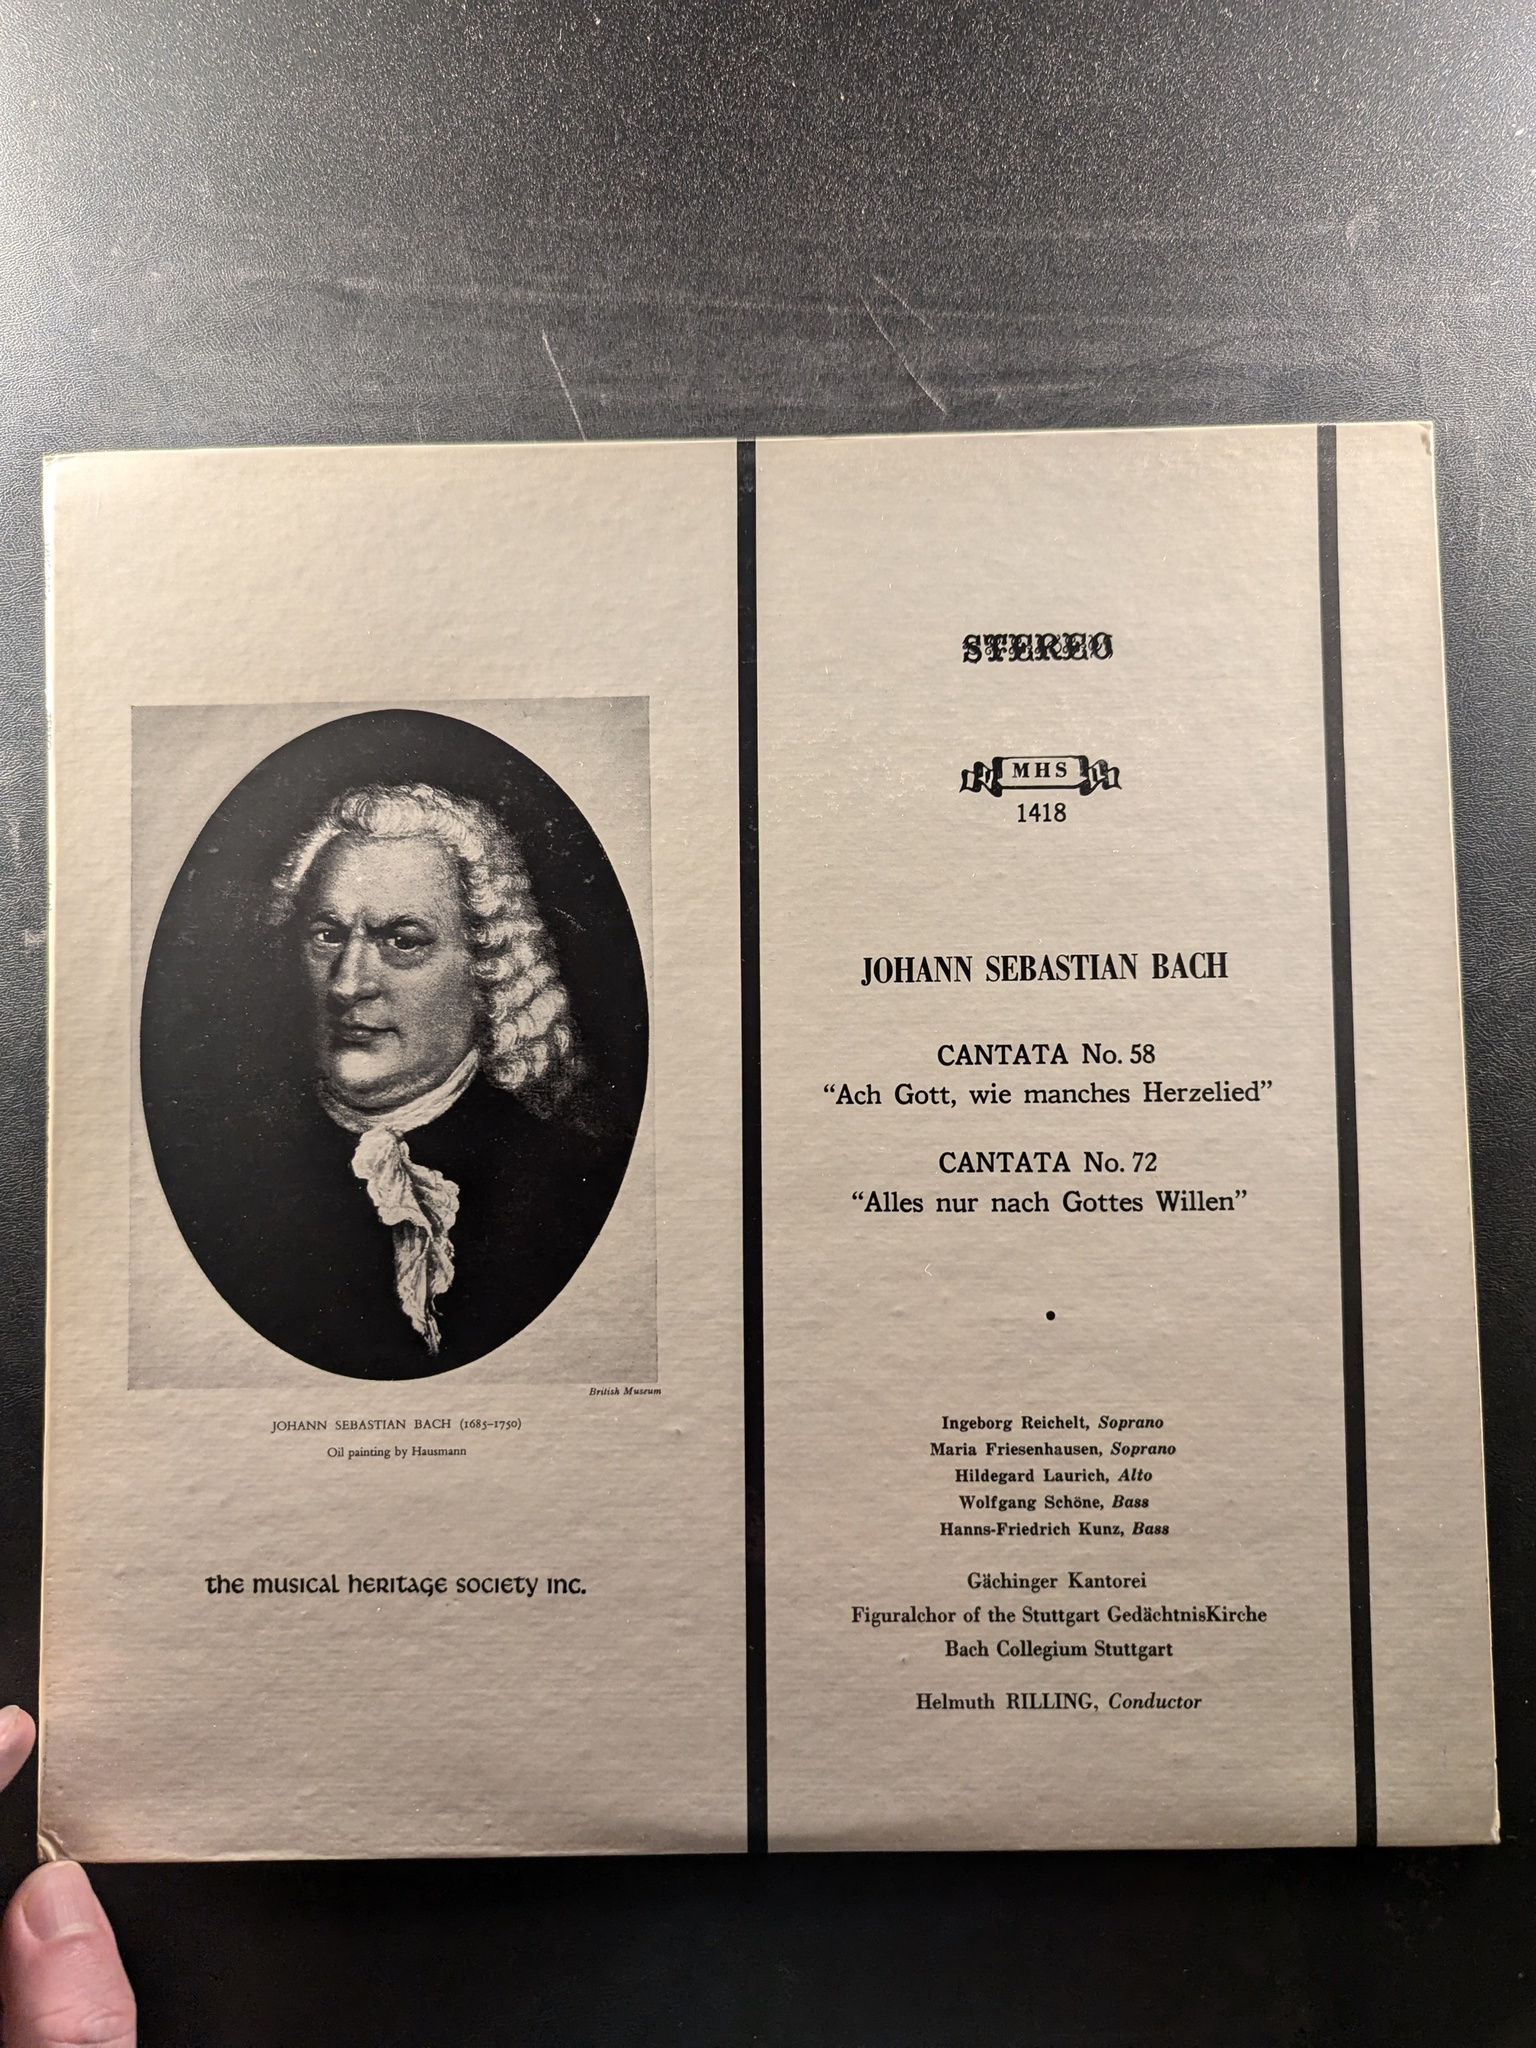 British Museum
JOHANN SEBASTIAN BACH (1685–1750)
Oil painting by Hausmann
the musical heritage society inc.
STEREO
MHS
1418
JOHANN SEBASTIAN BACH
CANTATA No. 58
“Ach Gott, wie manches Herzelied”
CANTATA No. 72
“Alles nur nach Gottes Willen”
Ingeborg Reichelt, Soprano
Maria Friesenhausen, Soprano
Hildegard Laurich, Alto
Wolfgang Schöne, Bass
Hanns-Friedrich Kunz, Bass
Gächinger Kantorei
Figuralchor of the Stuttgart GedächtnisKirche
Bach Collegium Stuttgart
Helmuth RILLING, Conductor